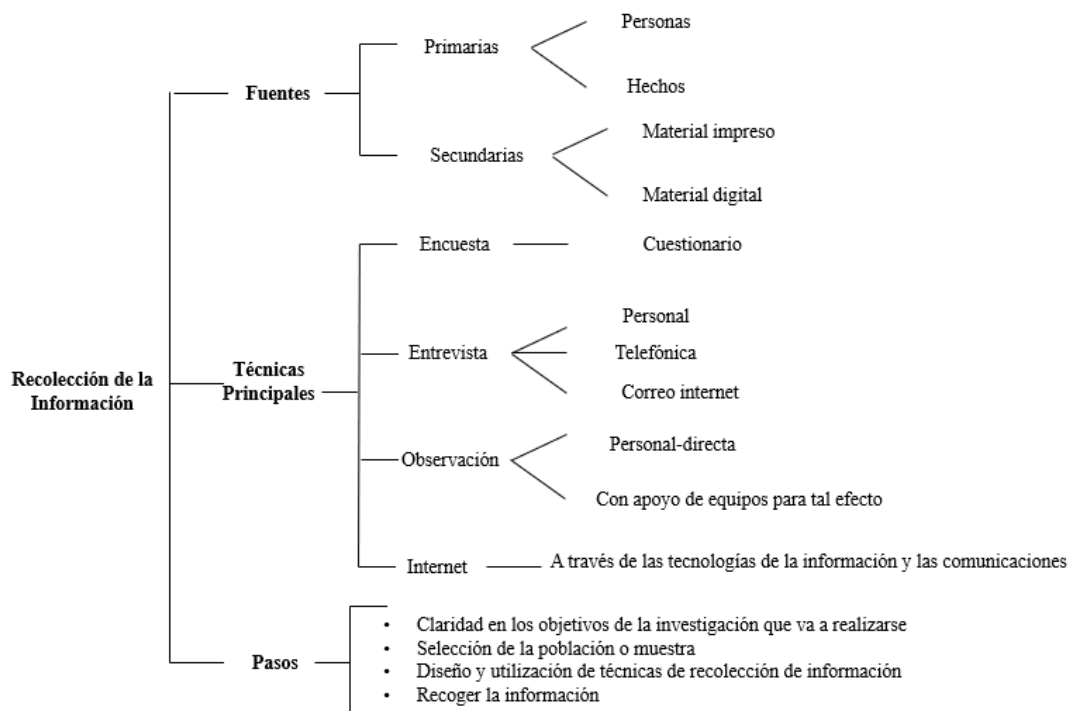 Recolección de la
Información
Fuentes
Primarias
Personas
Hechos
Secundarias
Material impreso
Material digital
Técnicas
Principales
Encuesta
Cuestionario
Entrevista
Personal
Telefónica
Correo internet
Observación
Personal-directa
Con apoyo de equipos para tal efecto
Internet
A través de las tecnologías de la información y las comunicaciones
Pasos
• Claridad en los objetivos de la investigación que va a realizarse
• Selección de la población o muestra
• Diseño y utilización de técnicas de recolección de información
• Recoger la información